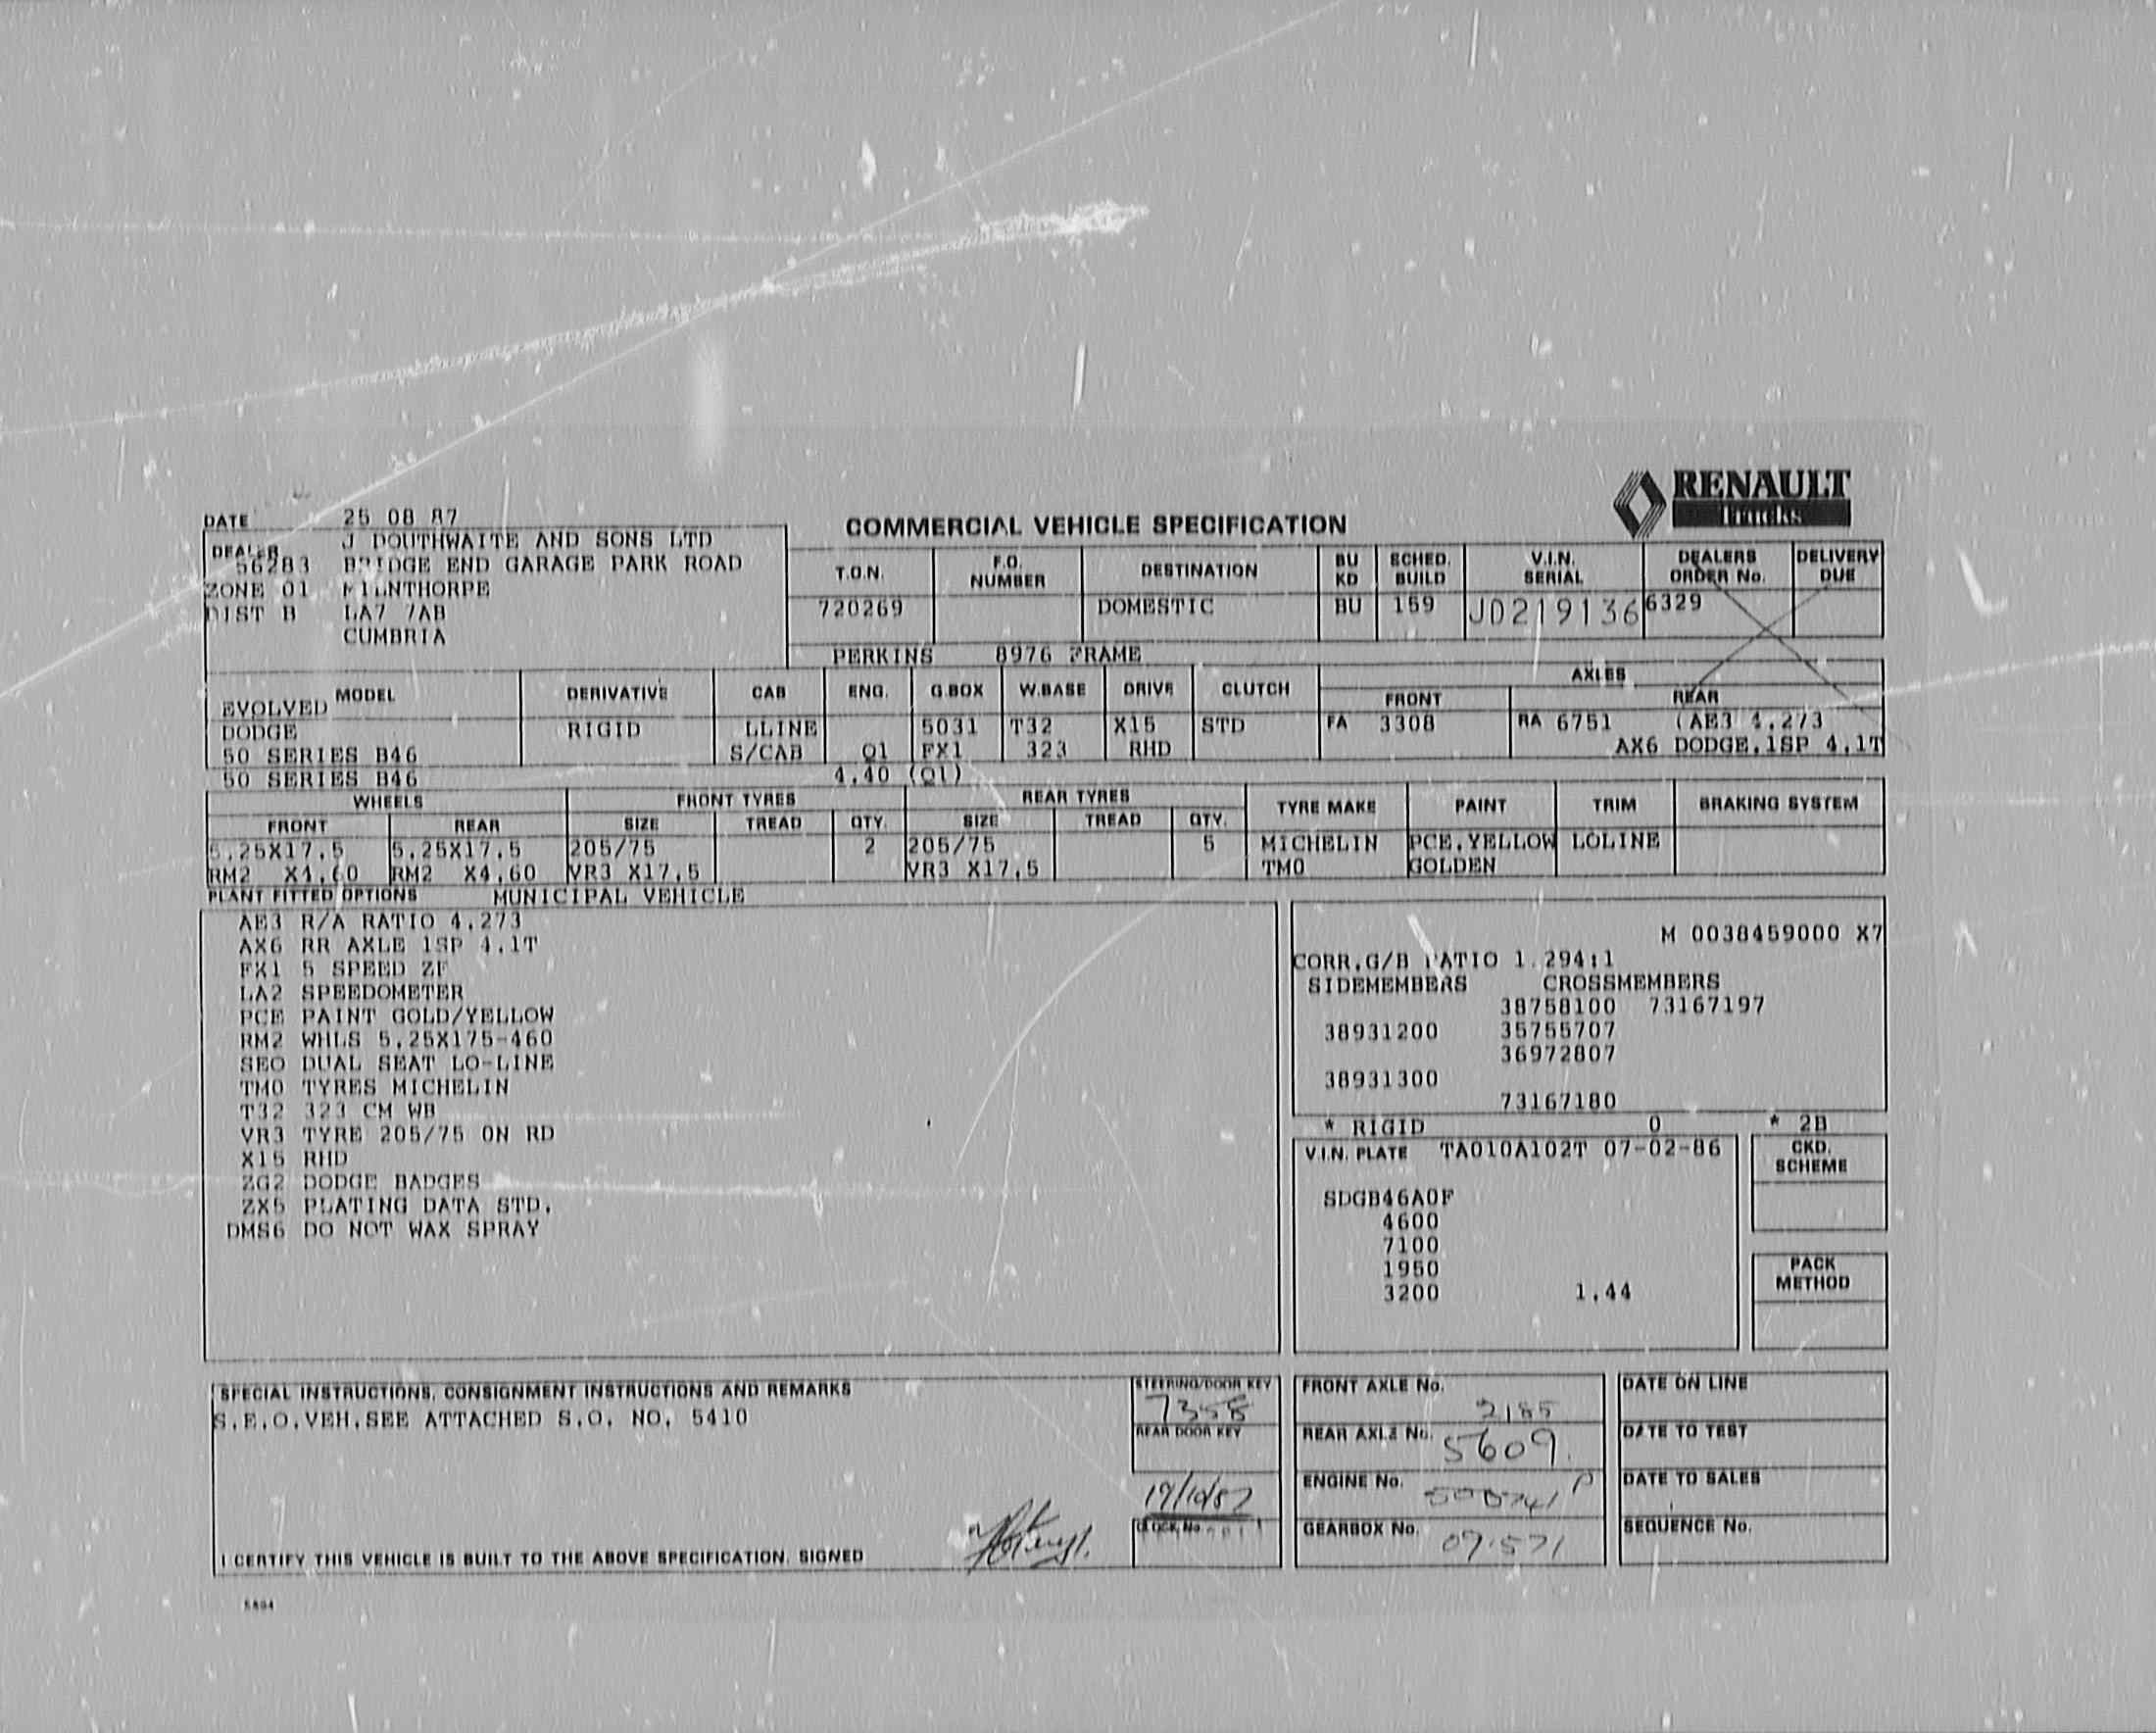 RENAULT
Trucks
DATE 25 08 87
COMMERCIAL VEHICLE SPECIFICATION
DEALER J DOUTHWAITE AND SONS LTD
56283 BRIDGE END GARAGE PARK ROAD
ZONE 01 MILNTHORPE
DIST B LA7 7AB
CUMBRIA
T.O.N. F.O. NUMBER DESTINATION BU KD SCHED. BUILD V.I.N. SERIAL DEALERS ORDER No. DELIVERY DUE
720269 DOMESTIC BU 159 JD219136 6329
PERKINS 8976 FRAME
MODEL DERIVATIVE CAB ENG. G.BOX W.BASE DRIVE CLUTCH AXLES
FRONT REAR
EVOLVED
DODGE RIGID LLINE 5031 T32 X15 STD FA 3308 RA 6751 (AE3 4.273
50 SERIES B46 S/CAB Q1 FX1 323 RHD AX6 DODGE.1SP 4.1T
50 SERIES B46 4.40 (Q1)
WHEELS FRONT TYRES REAR TYRES TYRE MAKE PAINT TRIM BRAKING SYSTEM
FRONT REAR SIZE TREAD QTY. SIZE TREAD QTY.
5.25X17.5 5.25X17.5 205/75 2 205/75 5 MICHELIN PCE.YELLOW LOLINE
RM2 X4.60 RM2 X4.60 VR3 X17.5 VR3 X17.5 TM0 GOLDEN
PLANT FITTED OPTIONS MUNICIPAL VEHICLE
AE3 R/A RATIO 4.273
AX6 RR AXLE 1SP 4.1T
FX1 5 SPEED ZF
LA2 SPEEDOMETER
PCE PAINT GOLD/YELLOW
RM2 WHLS 5.25X175-460
SEO DUAL SEAT LO-LINE
TM0 TYRES MICHELIN
T32 323 CM WB
VR3 TYRE 205/75 ON RD
X15 RHD
ZG2 DODGE BADGES
ZX5 PLATING DATA STD.
DMS6 DO NOT WAX SPRAY
M 0038459000 X7
CORR.G/B RATIO 1.294:1
SIDEMEMBERS CROSSMEMBERS
38758100 73167197
38931200 35755707
36972807
38931300
73167180
* RIGID 0 * 2B
V.I.N. PLATE TA010A102T 07-02-86
SDGB46A0F
4600
7100
1950
3200 1.44
CKD. SCHEME
PACK METHOD
SPECIAL INSTRUCTIONS, CONSIGNMENT INSTRUCTIONS AND REMARKS
S.E.O.VEH.SEE ATTACHED S.O. NO. 5410
STEERING/DOOR KEY
7358
REAR DOOR KEY
19/10/87
CLOCK No.
FRONT AXLE No. 2185
REAR AXLE No. 5609.
ENGINE No. 500741 P
GEARBOX No. 09.571
DATE ON LINE
DATE TO TEST
DATE TO SALES
SEQUENCE No.
I CERTIFY THIS VEHICLE IS BUILT TO THE ABOVE SPECIFICATION. SIGNED